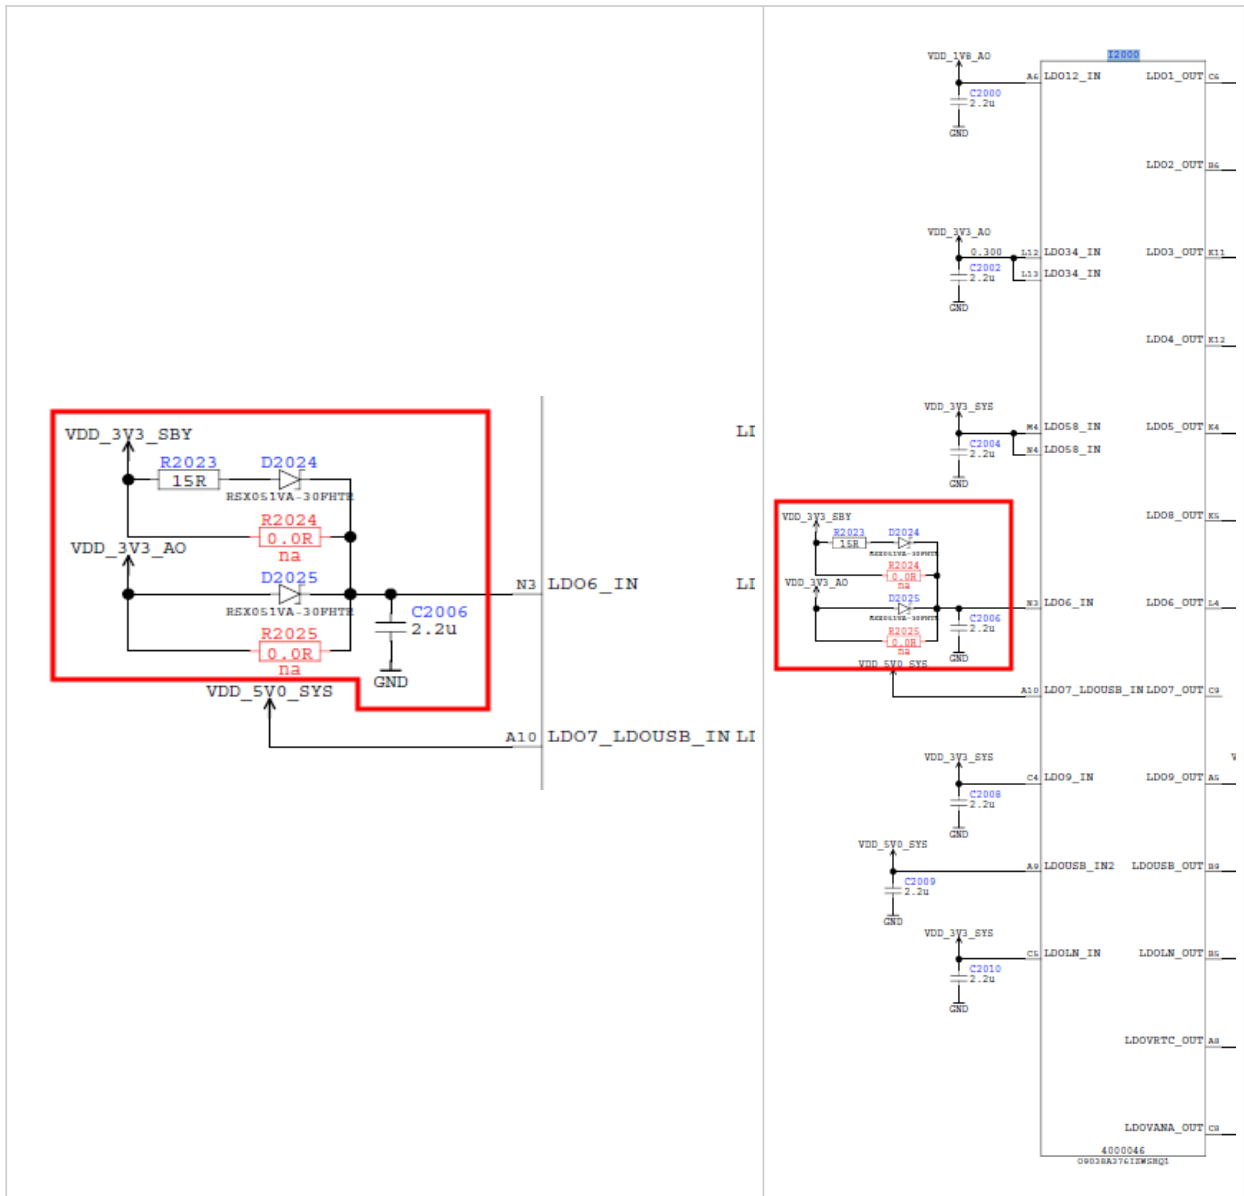 VDD_3V3_SBY
R2023
15R
D2024
RSX051VA-30FHTR
R2024
0.0R
na
VDD_3V3_AO
D2025
RSX051VA-30FHTR
R2025
0.0R
na
C2006
2.2u
GND
N3 LDO6_IN
VDD_5V0_SYS
A10 LDO7_LDOUSB_IN LI
LI
LI
I2000
VDD_1V8_AO
A6 LDO12_IN LDO1_OUT C6
C2000
2.2u
GND
LDO2_OUT B6
VDD_3V3_AO
0.300
L12 LDO34_IN LDO3_OUT K11
C2002
2.2u
L13 LDO34_IN
GND
LDO4_OUT K12
VDD_3V3_SYS
M4 LDO58_IN LDO5_OUT K4
C2004
2.2u
N4 LDO58_IN
GND
LDO8_OUT K5
VDD_3V3_SBY
R2023
15R
D2024
RSX051VA-30FHTR
R2024
0.0R
na
VDD_3V3_AO
D2025
RSX051VA-30FHTR
R2025
0.0R
na
N3 LDO6_IN LDO6_OUT L4
C2006
2.2u
GND
VDD_5V0_SYS
A10 LDO7_LDOUSB_IN LDO7_OUT C9
VDD_3V3_SYS
V
C4 LDO9_IN LDO9_OUT A5
C2008
2.2u
GND
VDD_5V0_SYS
A9 LDOUSB_IN2 LDOUSB_OUT B9
C2009
2.2u
GND
VDD_3V3_SYS
C5 LDOLN_IN LDOLN_OUT B5
C2010
2.2u
GND
LDOVRTC_OUT A8
LDOVANA_OUT C8
4000046